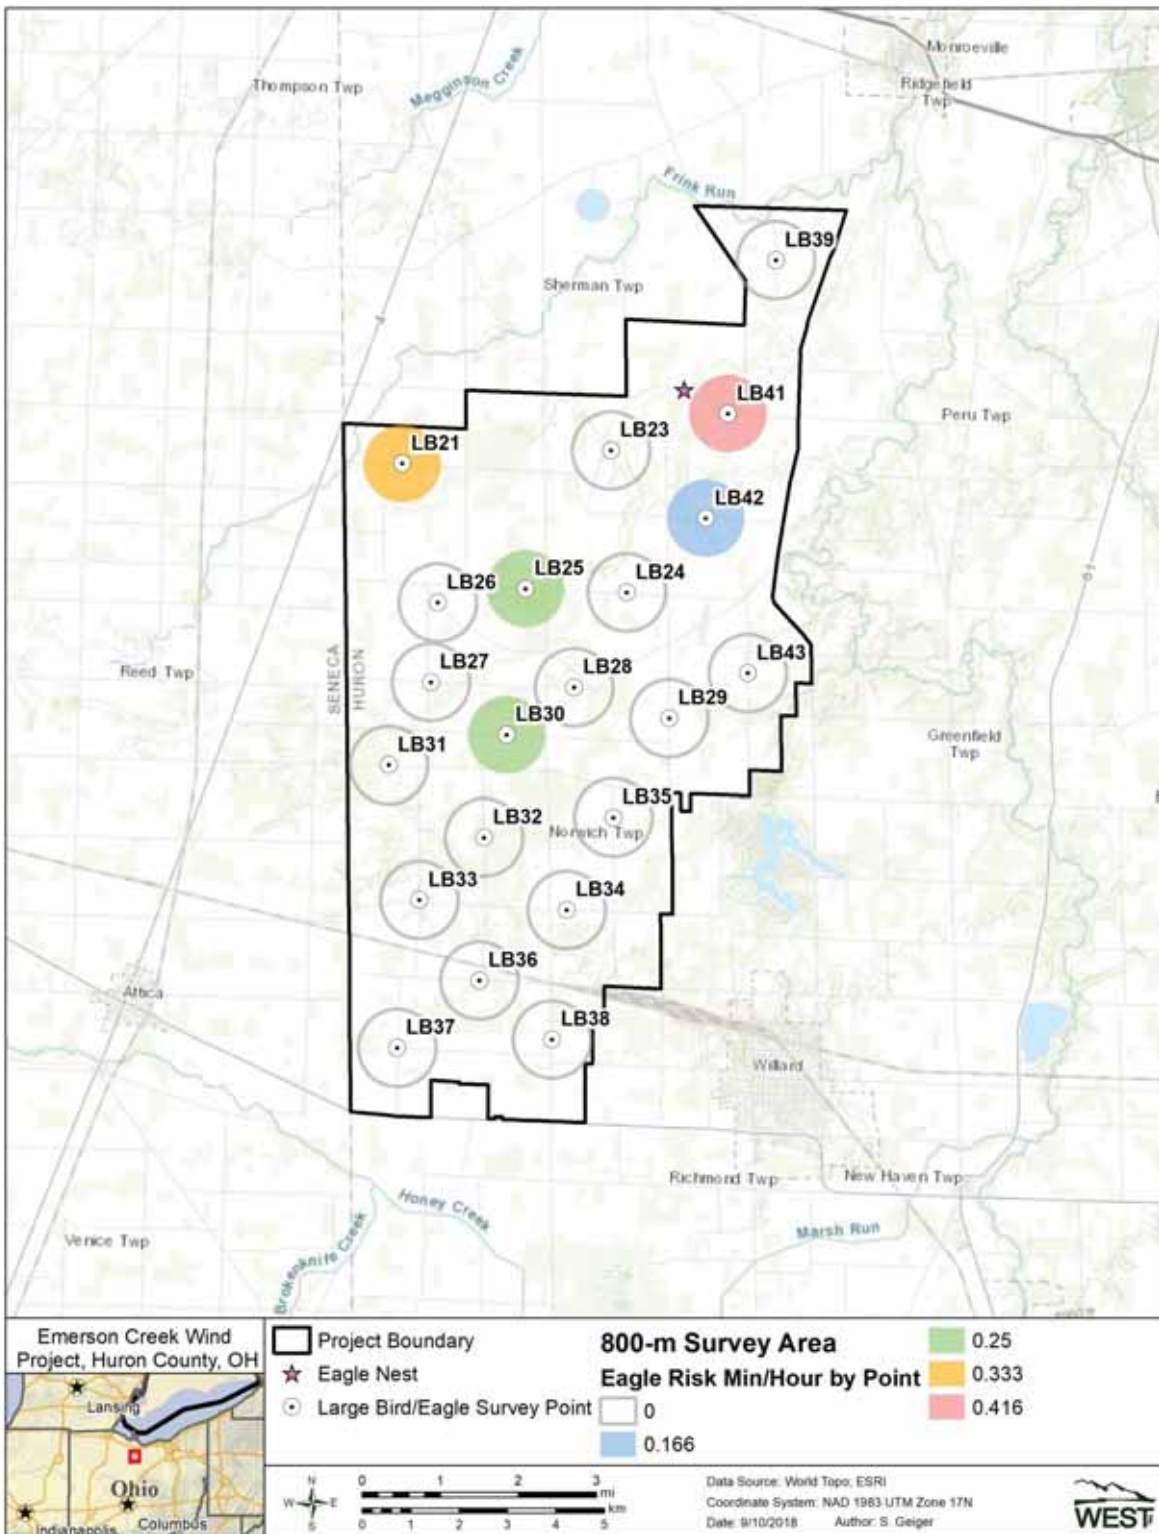 Monroeville
Ridgefield
Twp
Thompson Twp
Megginson Creek
Frink Run
LB39
Sherman Twp
4
LB41
Peru Twp
LB23
LB21
LB42
LB25
LB26
LB24
61
LB43
Reed Twp
LB27
LB28
SENECA
HURON
LB29
LB30
Greenfield
Twp
LB31
LB35
LB32
Norwich Twp
LB33
LB34
LB36
Attica
LB37
LB38
Willard
Richmond Twp
New Haven Twp
Honey Creek
Marsh Run
Venice Twp
Brokenknife Creek
Emerson Creek Wind
Project, Huron County, OH
Lansing
Ohio
Columbus
Indianapolis
Project Boundary
Eagle Nest
Large Bird/Eagle Survey Point
800-m Survey Area
Eagle Risk Min/Hour by Point
0
0.166
0.25
0.333
0.416
N
W E
S
0 1 2 3
mi
km
0 1 2 3 4 5
Data Source: World Topo; ESRI
Coordinate System: NAD 1983 UTM Zone 17N
Date: 9/10/2018 Author: S. Geiger
WEST